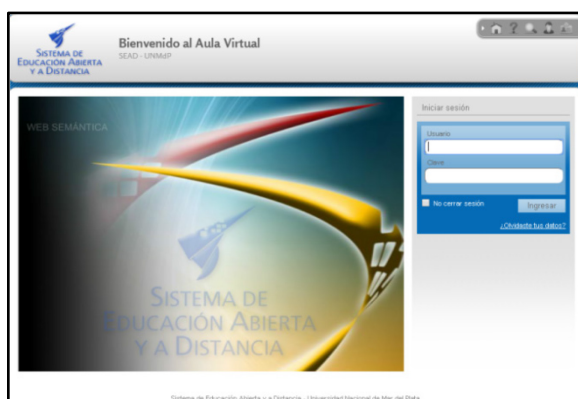 SISTEMA DE
EDUCACIÓN ABIERTA
Y A DISTANCIA
Bienvenido al Aula Virtual
SEAD - UNMdP
WEB SEMÁNTICA
SISTEMA DE
EDUCACIÓN ABIERTA
Y A DISTANCIA
Iniciar sesión
Usuario
Clave
No cerrar sesión
Ingresar
¿Olvidaste tus datos?
Sistema de Educación Abierta y a Distancia - Universidad Nacional de Mar del Plata